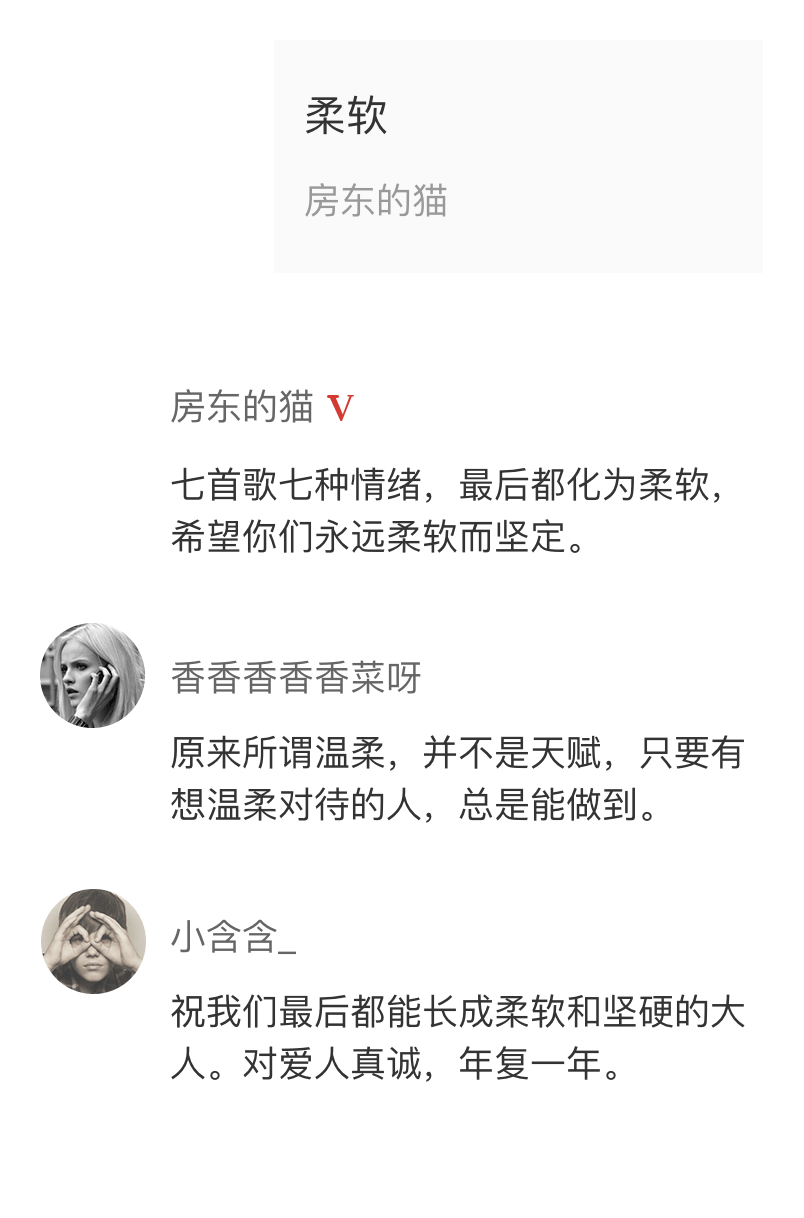 柔软
房东的猫
房东的猫 V
七首歌七种情绪，最后都化为柔软，
希望你们永远柔软而坚定。
香香香香香菜呀
原来所谓温柔，并不是天赋，只要有
想温柔对待的人，总是能做到。
小含含_
祝我们最后都能长成柔软和坚硬的大
人。对爱人真诚，年复一年。